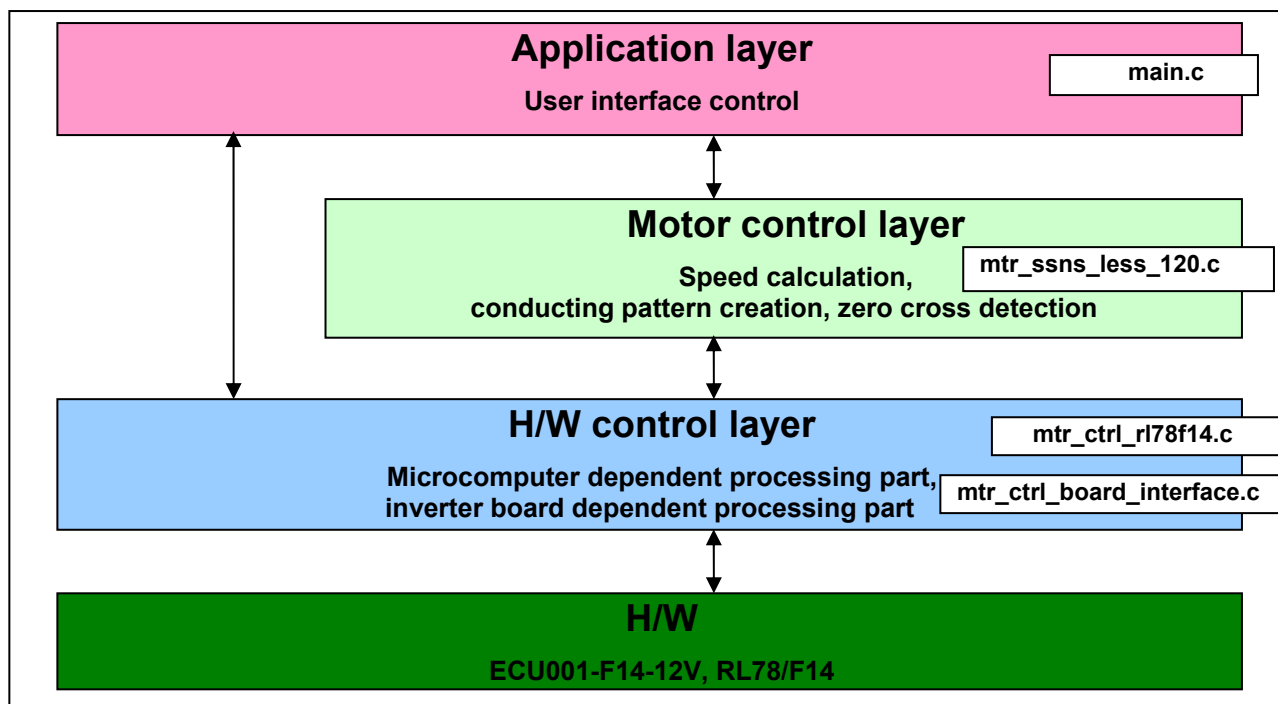 Application layer
main.c
User interface control
Motor control layer
mtr_ssns_less_120.c
Speed calculation,
conducting pattern creation, zero cross detection
H/W control layer
mtr_ctrl_rl78f14.c
Microcomputer dependent processing part,
mtr_ctrl_board_interface.c
inverter board dependent processing part
H/W
ECU001-F14-12V, RL78/F14